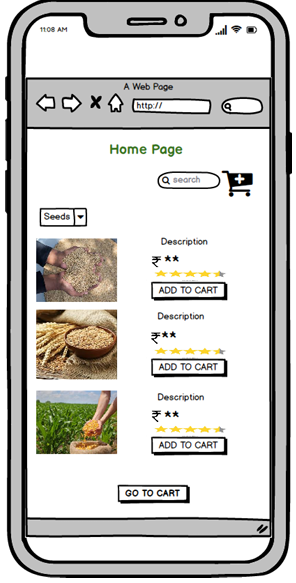 11:08 AM
A Web Page
http://
Home Page
search
Seeds
Description
₹ **
ADD TO CART
Description
₹**
ADD TO CART
Description
₹ **
ADD TO CART
GO TO CART